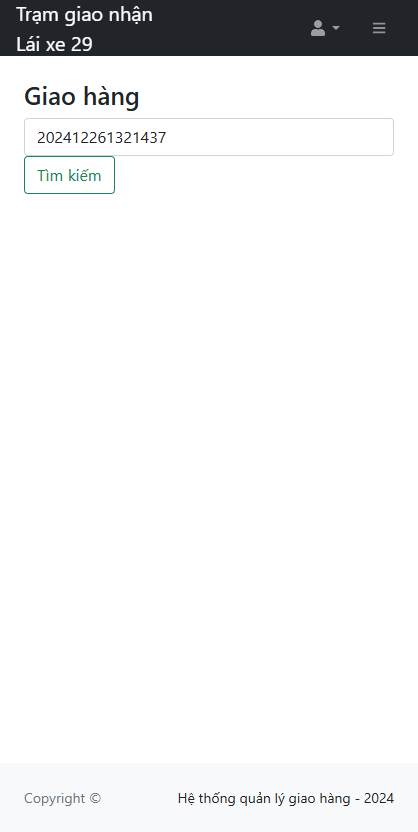 Trạm giao nhận
Lái xe 29
Giao hàng
202412261321437
Tìm kiếm
Copyright ©
Hệ thống quản lý giao hàng - 2024